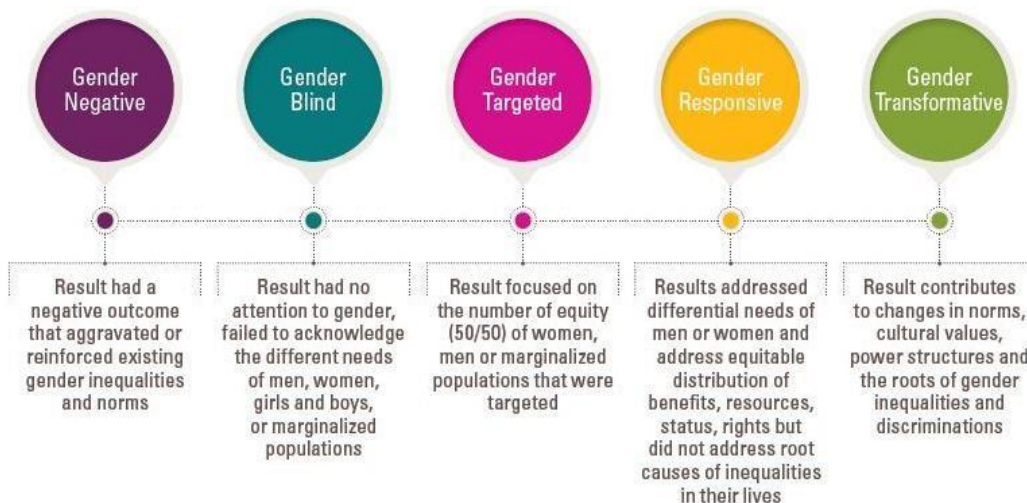 Gender
Negative
Gender
Blind
Gender
Targeted
Gender
Responsive
Gender
Transformative
Result had a
negative outcome
that aggravated or
reinforced existing
gender inequalities
and norms
Result had no
attention to gender,
failed to acknowledge
the different needs
of men, women,
girls and boys,
or marginalized
populations
Result focused on
the number of equity
(50/50) of women,
men or marginalized
populations that were
targeted
Results addressed
differential needs of
men or women and
address equitable
distribution of
benefits, resources,
status, rights but
did not address root
causes of inequalities
in their lives
Result contributes
to changes in norms,
cultural values,
power structures and
the roots of gender
inequalities and
discriminations